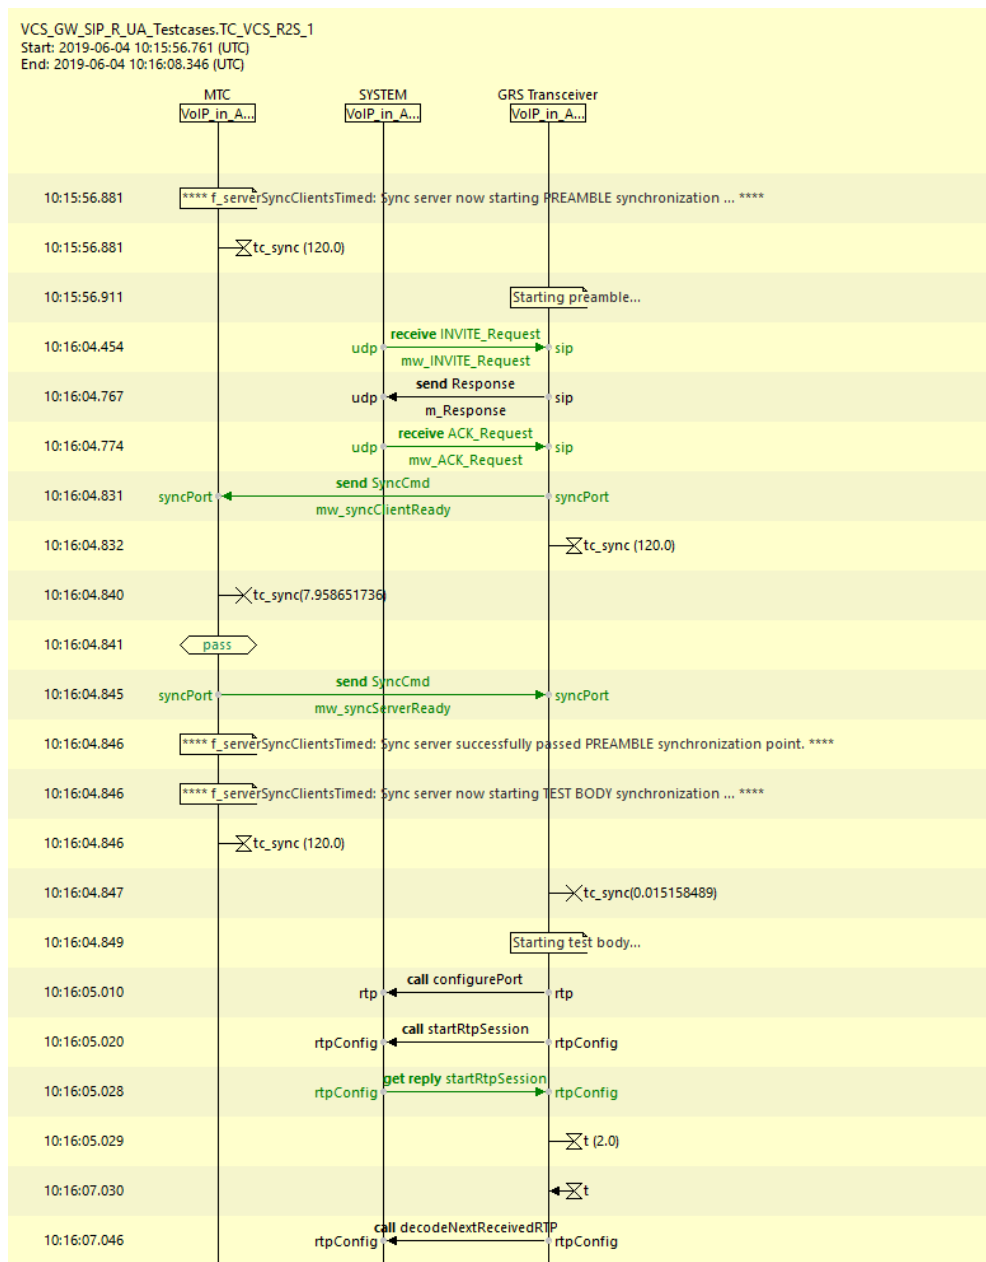 VCS_GW_SIP_R_UA_Testcases.TC_VCS_R2S_1
Start: 2019-06-04 10:15:56.761 (UTC)
End: 2019-06-04 10:16:08.346 (UTC)
MTC SYSTEM GRS Transceiver
VoIP_in_A... VoIP_in_A... VoIP_in_A...
10:15:56.881 **** f_serverSyncClientsTimed: Sync server now starting PREAMBLE synchronization ... ****
10:15:56.881 tc_sync (120.0)
10:15:56.911 Starting preamble...
receive INVITE_Request
10:16:04.454 udp sip
mw_INVITE_Request
send Response
10:16:04.767 udp sip
m_Response
receive ACK_Request
10:16:04.774 udp sip
mw_ACK_Request
send SyncCmd
10:16:04.831 syncPort syncPort
mw_syncClientReady
10:16:04.832 tc_sync (120.0)
10:16:04.840 tc_sync(7.958651736)
10:16:04.841 pass
send SyncCmd
10:16:04.845 syncPort syncPort
mw_syncServerReady
10:16:04.846 **** f_serverSyncClientsTimed: Sync server successfully passed PREAMBLE synchronization point. ****
10:16:04.846 **** f_serverSyncClientsTimed: Sync server now starting TEST BODY synchronization ... ****
10:16:04.846 tc_sync (120.0)
10:16:04.847 tc_sync(0.015158489)
10:16:04.849 Starting test body...
call configurePort
10:16:05.010 rtp rtp
call startRtpSession
10:16:05.020 rtpConfig rtpConfig
get reply startRtpSession
10:16:05.028 rtpConfig rtpConfig
10:16:05.029 t (2.0)
10:16:07.030 t
call decodeNextReceivedRTP
10:16:07.046 rtpConfig rtpConfig